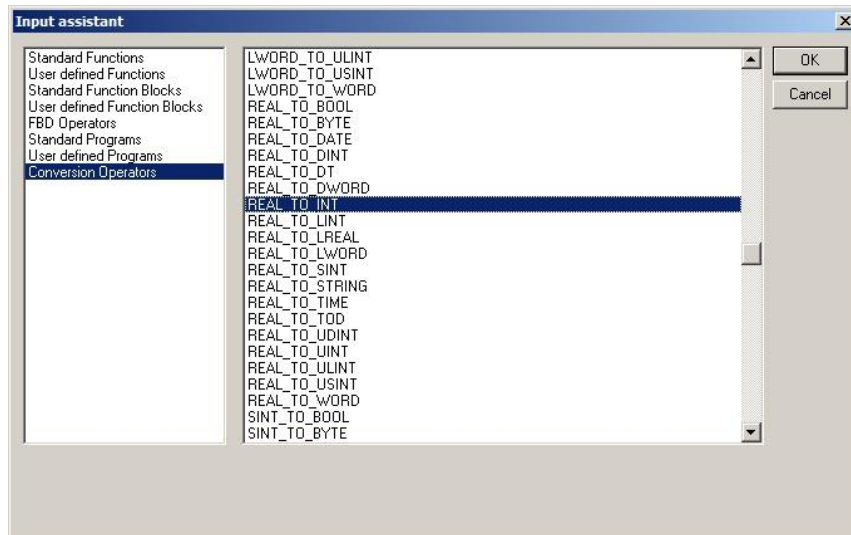 Input assistant
Standard Functions
User defined Functions
Standard Function Blocks
User defined Function Blocks
FBD Operators
Standard Programs
User defined Programs
Conversion Operators
LWORD_TO_ULINT
LWORD_TO_USINT
LWORD_TO_WORD
REAL_TO_BOOL
REAL_TO_BYTE
REAL_TO_DATE
REAL_TO_DINT
REAL_TO_DT
REAL_TO_DWORD
REAL_TO_INT
REAL_TO_LINT
REAL_TO_LREAL
REAL_TO_LWORD
REAL_TO_SINT
REAL_TO_STRING
REAL_TO_TIME
REAL_TO_TOD
REAL_TO_UDINT
REAL_TO_UINT
REAL_TO_ULINT
REAL_TO_USINT
REAL_TO_WORD
SINT_TO_BOOL
SINT_TO_BYTE
OK
Cancel